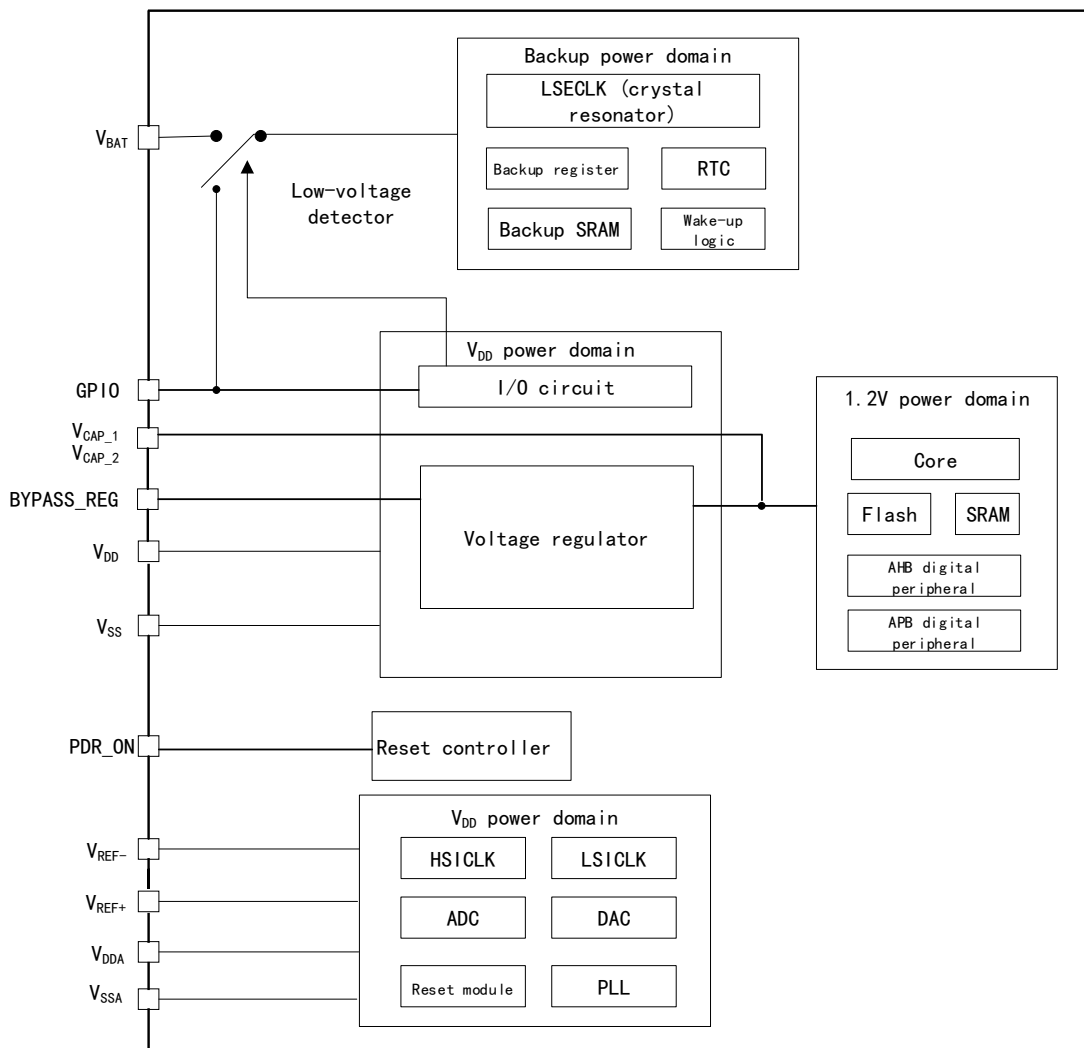 Backup power domain
LSECLK (crystal
resonator)
Backup register
RTC
Backup SRAM
Wake-up
logic
VBAT
Low-voltage
detector
VDD power domain
I/O circuit
GPIO
VCAP_1
VCAP_2
BYPASS_REG
Voltage regulator
VDD
VSS
1.2V power domain
Core
Flash
SRAM
AHB digital
peripheral
APB digital
peripheral
PDR_ON
Reset controller
VDD power domain
VREF-
HSICLK
LSICLK
VREF+
ADC
DAC
VDDA
VSSA
Reset module
PLL